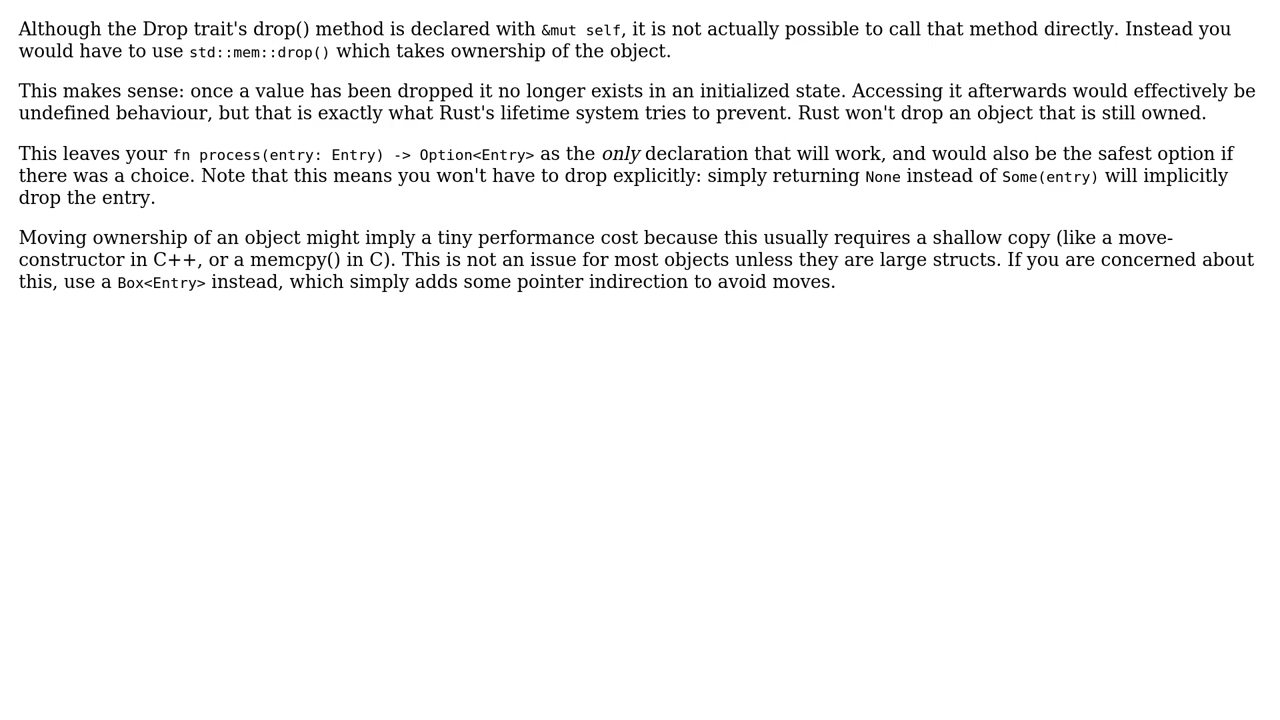 Although the Drop trait's drop() method is declared with &mut self, it is not actually possible to call that method directly. Instead you
would have to use std::mem::drop() which takes ownership of the object.
This makes sense: once a value has been dropped it no longer exists in an initialized state. Accessing it afterwards would effectively be
undefined behaviour, but that is exactly what Rust's lifetime system tries to prevent. Rust won't drop an object that is still owned.
This leaves your fn process(entry: Entry) -> Option<Entry> as the only declaration that will work, and would also be the safest option if
there was a choice. Note that this means you won't have to drop explicitly: simply returning None instead of Some(entry) will implicitly
drop the entry.
Moving ownership of an object might imply a tiny performance cost because this usually requires a shallow copy (like a move-
constructor in C++, or a memcpy() in C). This is not an issue for most objects unless they are large structs. If you are concerned about
this, use a Box<Entry> instead, which simply adds some pointer indirection to avoid moves.